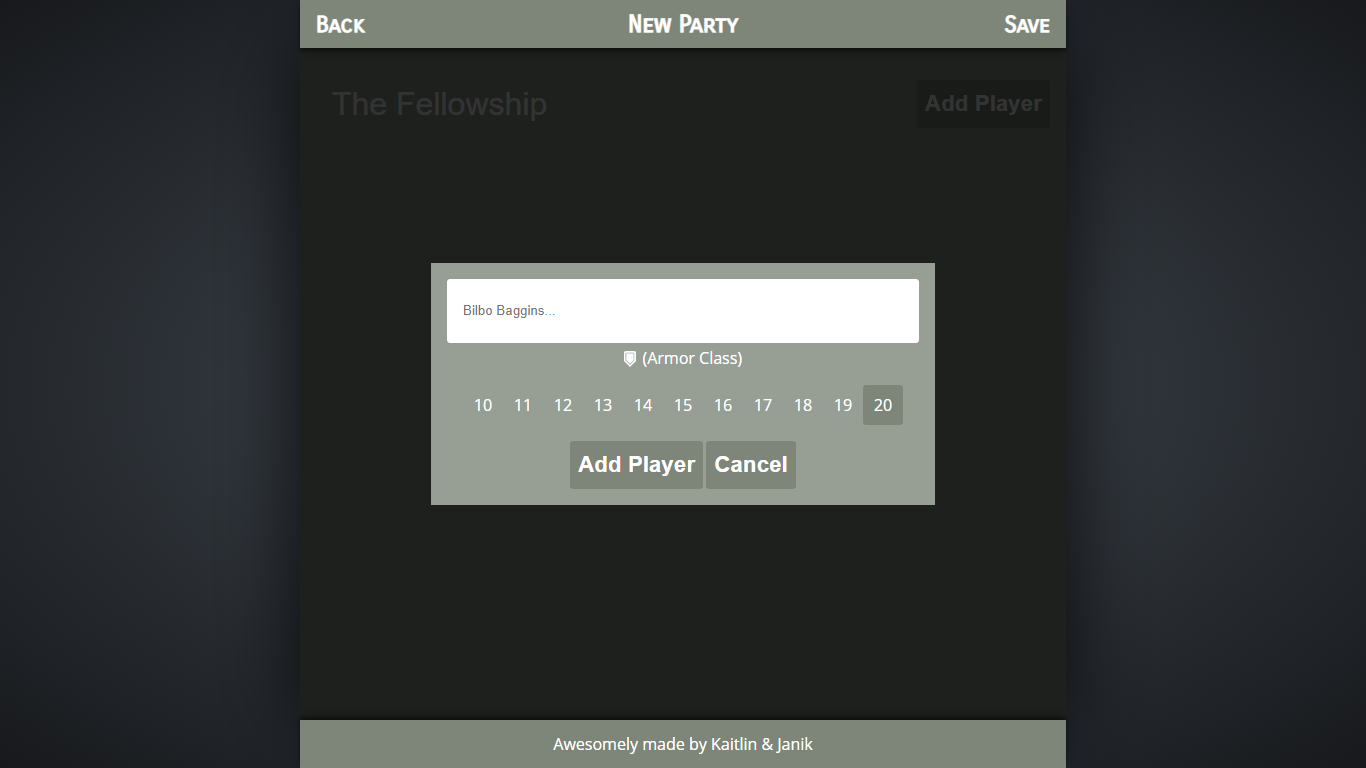 Back New Party Save
The Fellowship Add Player
Bilbo Baggins...
(Armor Class)
10 11 12 13 14 15 16 17 18 19 20
Add Player Cancel
Awesomely made by Kaitlin & Janik